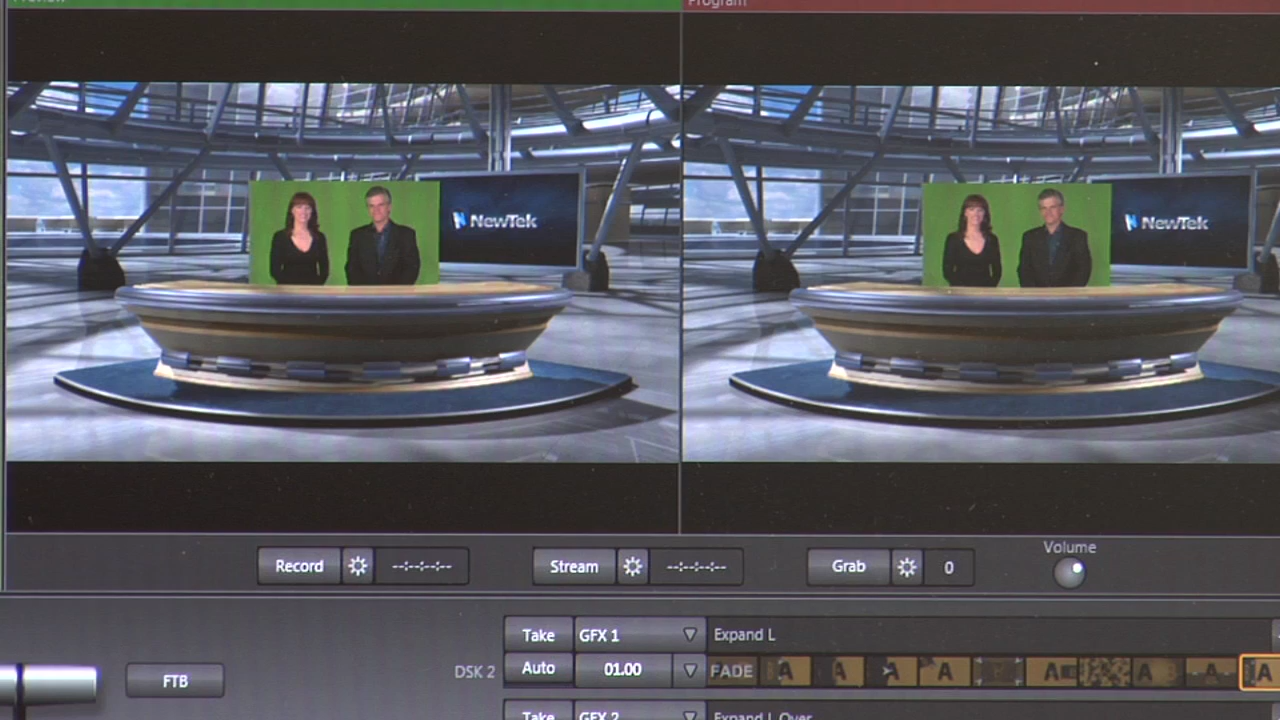 Preview
Program
NewTek
NewTek
Record
--:--:--
Stream
--:--:--
Grab
0
Volume
DSK 2
Take
GFX 1
Expand L
Auto
01.00
FADE
A
A
A
A
A
A
A
A
FTB
Take
GFX 2
Expand L Over